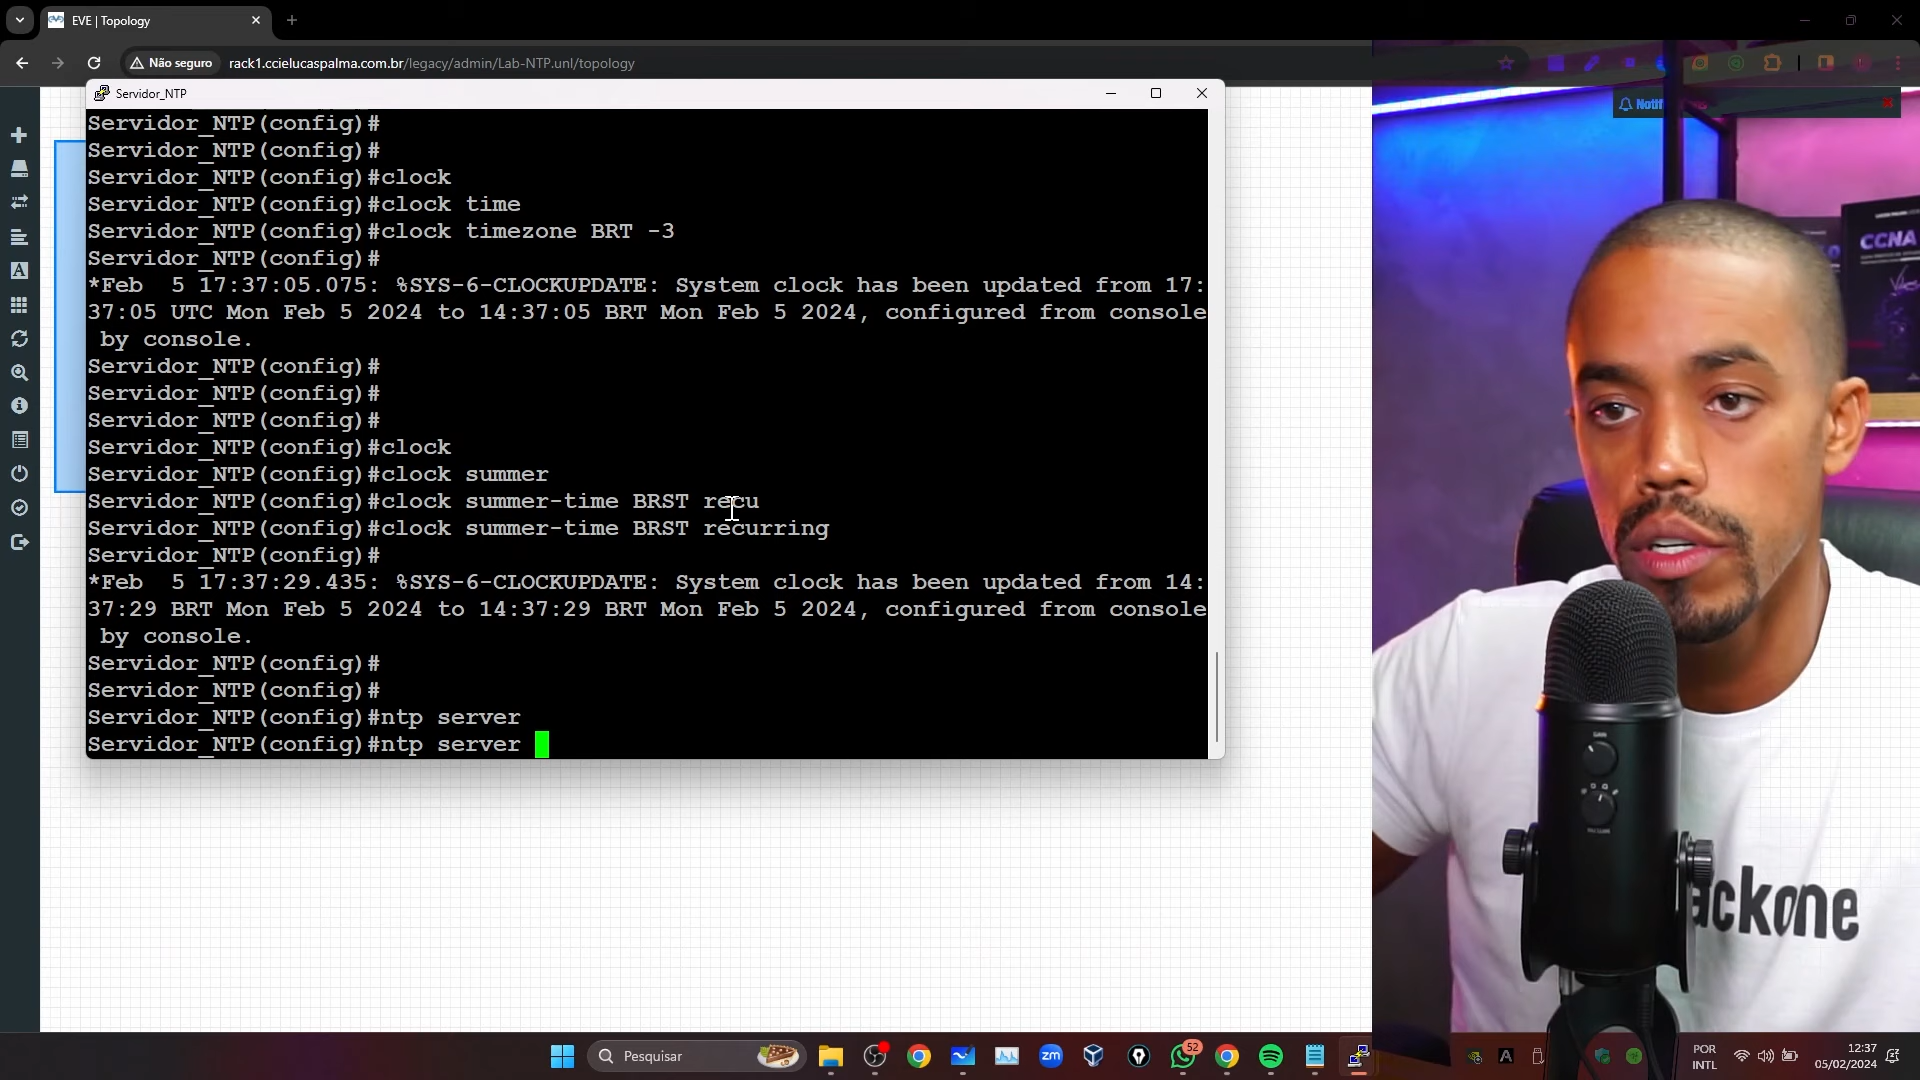 EVE | Topology
Não seguro
rack1.ccielucaspalma.com.br/legacy/admin/Lab-NTP.unl/topology
Notif
Servidor_NTP
Servidor_NTP(config)#
Servidor_NTP(config)#
Servidor_NTP(config)#clock
Servidor_NTP(config)#clock time
Servidor_NTP(config)#clock timezone BRT -3
Servidor_NTP(config)#
*Feb  5 17:37:05.075: %SYS-6-CLOCKUPDATE: System clock has been updated from 17:
37:05 UTC Mon Feb 5 2024 to 14:37:05 BRT Mon Feb 5 2024, configured from console
by console.
Servidor_NTP(config)#
Servidor_NTP(config)#
Servidor_NTP(config)#
Servidor_NTP(config)#clock
Servidor_NTP(config)#clock summer
Servidor_NTP(config)#clock summer-time BRST recu
Servidor_NTP(config)#clock summer-time BRST recurring
Servidor_NTP(config)#
*Feb  5 17:37:29.435: %SYS-6-CLOCKUPDATE: System clock has been updated from 14:
37:29 BRT Mon Feb 5 2024 to 14:37:29 BRT Mon Feb 5 2024, configured from console
by console.
Servidor_NTP(config)#
Servidor_NTP(config)#
Servidor_NTP(config)#ntp server
Servidor_NTP(config)#ntp server
CCNA
GAIN
ackone
Pesquisar
zm
52
A
POR
INTL
12:37
05/02/2024